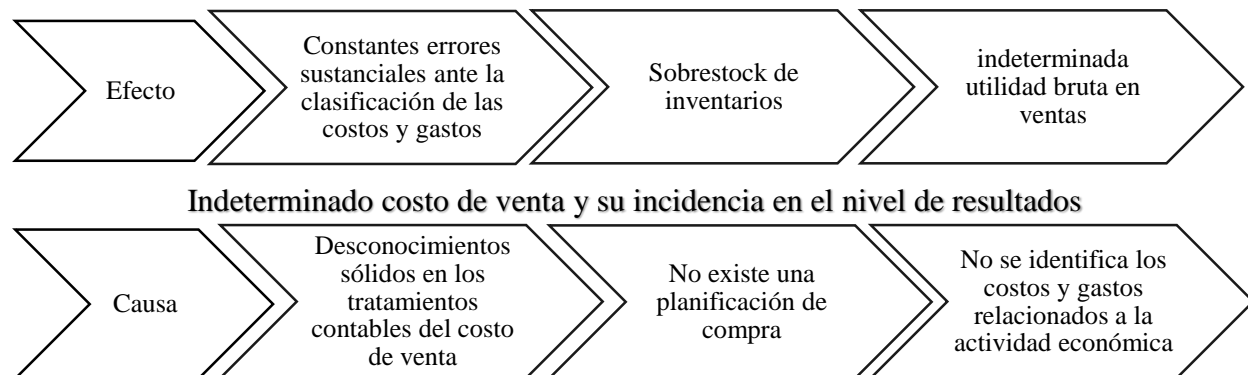 Efecto
Constantes errores
sustanciales ante la
clasificación de las
costos y gastos
Sobrestock de
inventarios
indeterminada
utilidad bruta en
ventas
Indeterminado costo de venta y su incidencia en el nivel de resultados
Causa
Desconocimientos
sólidos en los
tratamientos
contables del costo
de venta
No existe una
planificación de
compra
No se identifica los
costos y gastos
relacionados a la
actividad económica